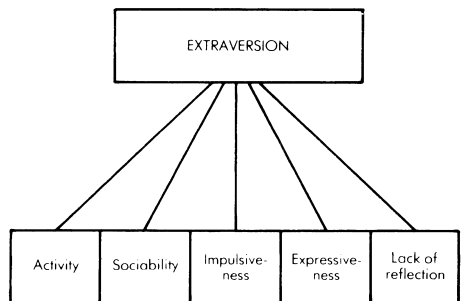 EXTRAVERSION
Activity
Sociability
Impulsive-
ness
Expressive-
ness
Lack of
reflection